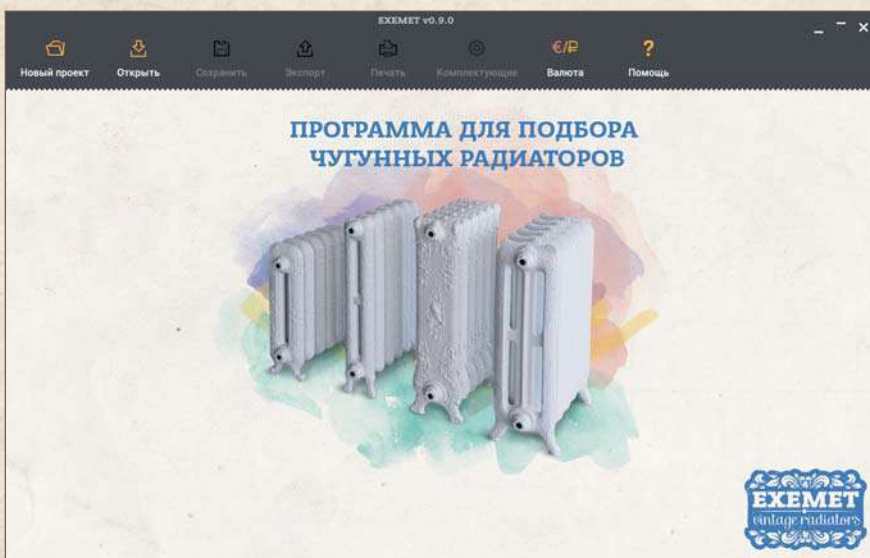 EXEMET v0.9.0
Новый проект
Открыть
Сохранить
Экспорт
Печать
Комплектующие
€/₽
Валюта
?
Помощь
ПРОГРАММА ДЛЯ ПОДБОРА
ЧУГУННЫХ РАДИАТОРОВ
EXEMET
vintage radiators